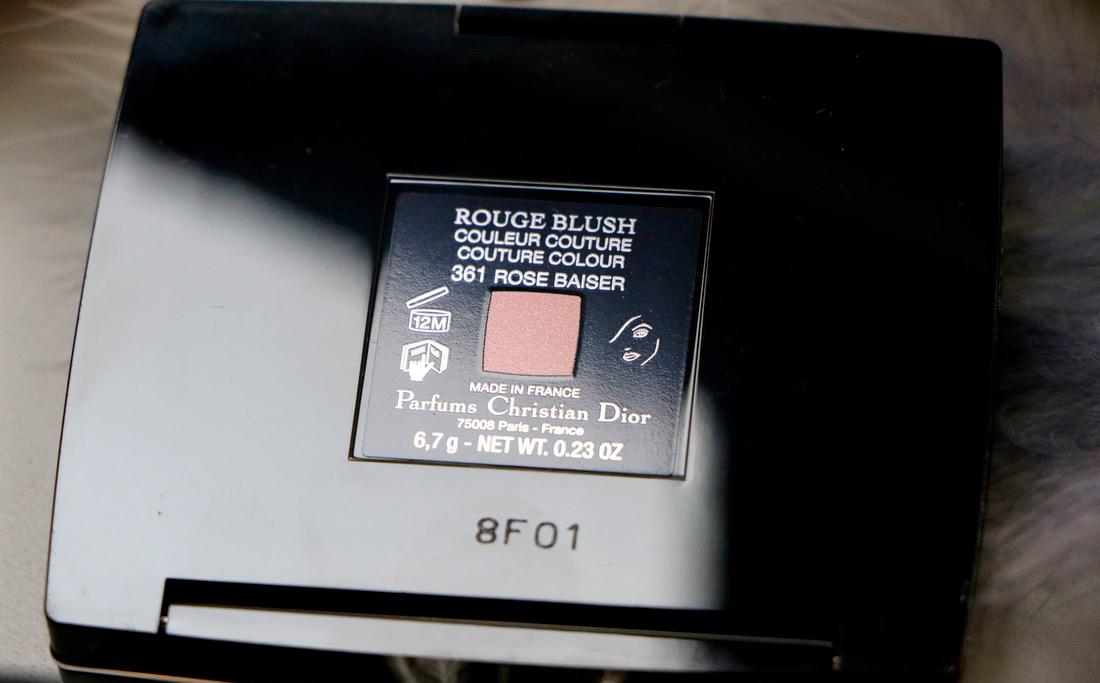 ROUGE BLUSH
COULEUR COUTURE
COUTURE COLOUR
361 ROSE BAISER
12M
MADE IN FRANCE
Parfums Christian Dior
75008 Paris - France
6,7 g - NET WT. 0.23 OZ
8F01